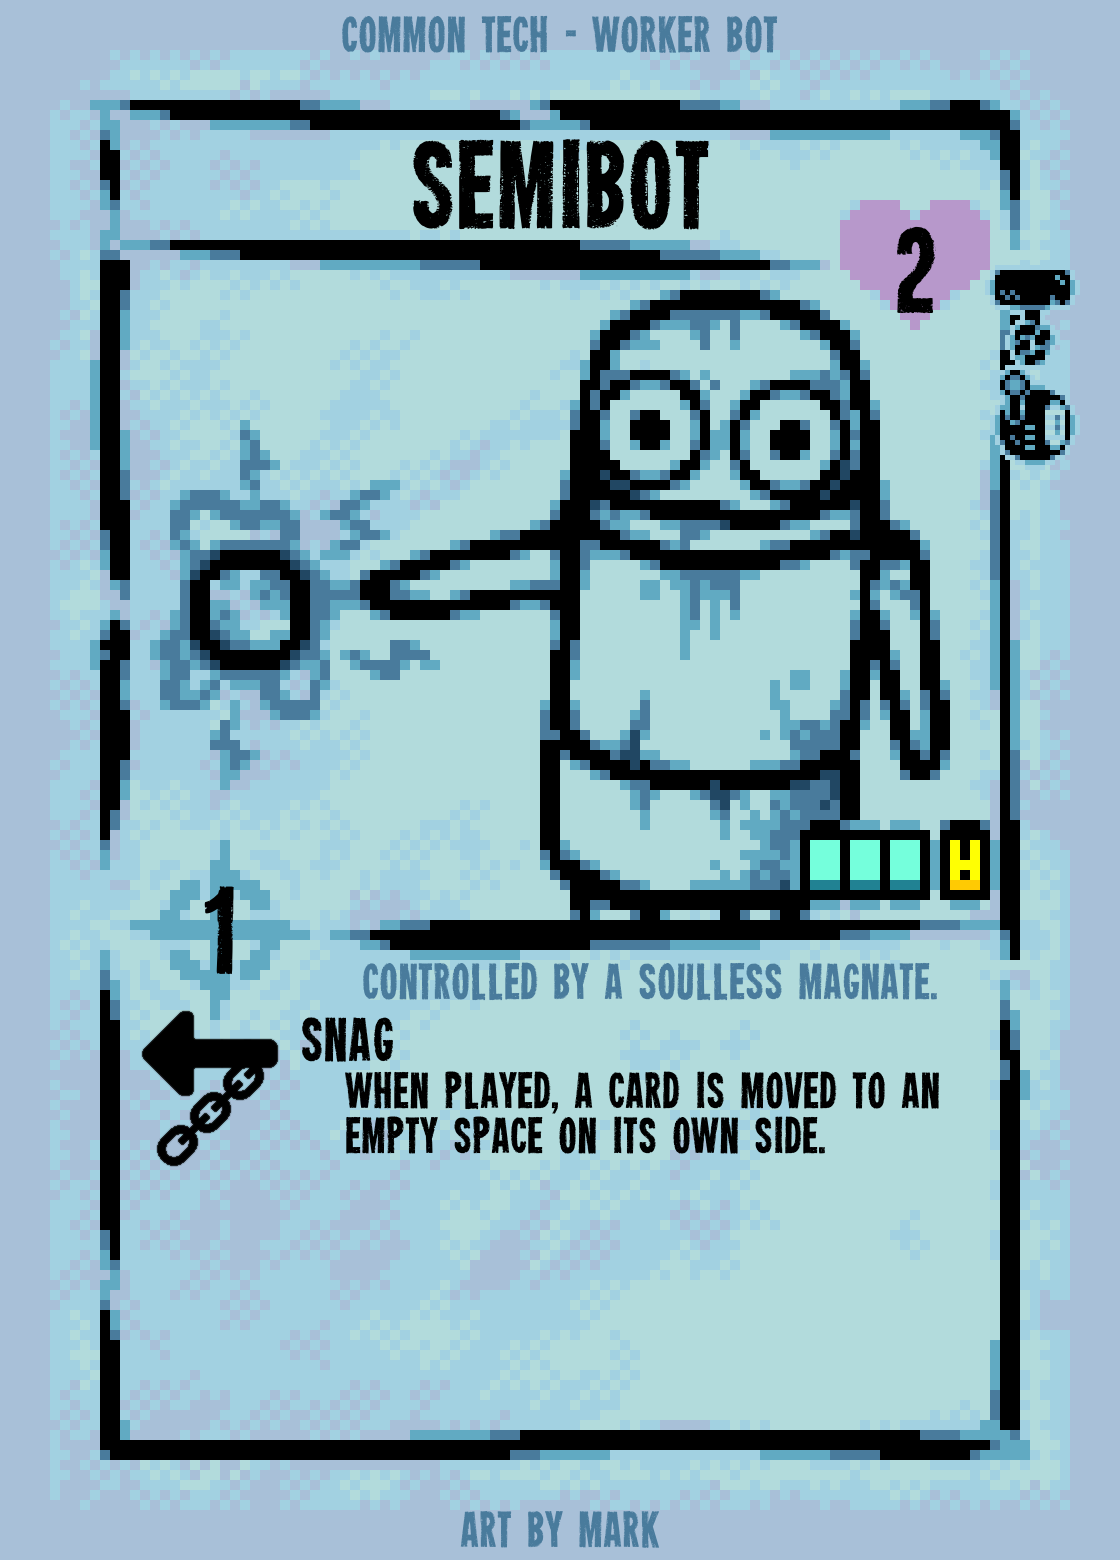 COMMON TECH - WORKER BOT
SEMIBOT
2
1
CONTROLLED BY A SOULLESS MAGNATE.
SNAG
WHEN PLAYED, A CARD IS MOVED TO AN
EMPTY SPACE ON ITS OWN SIDE.
ART BY MARK